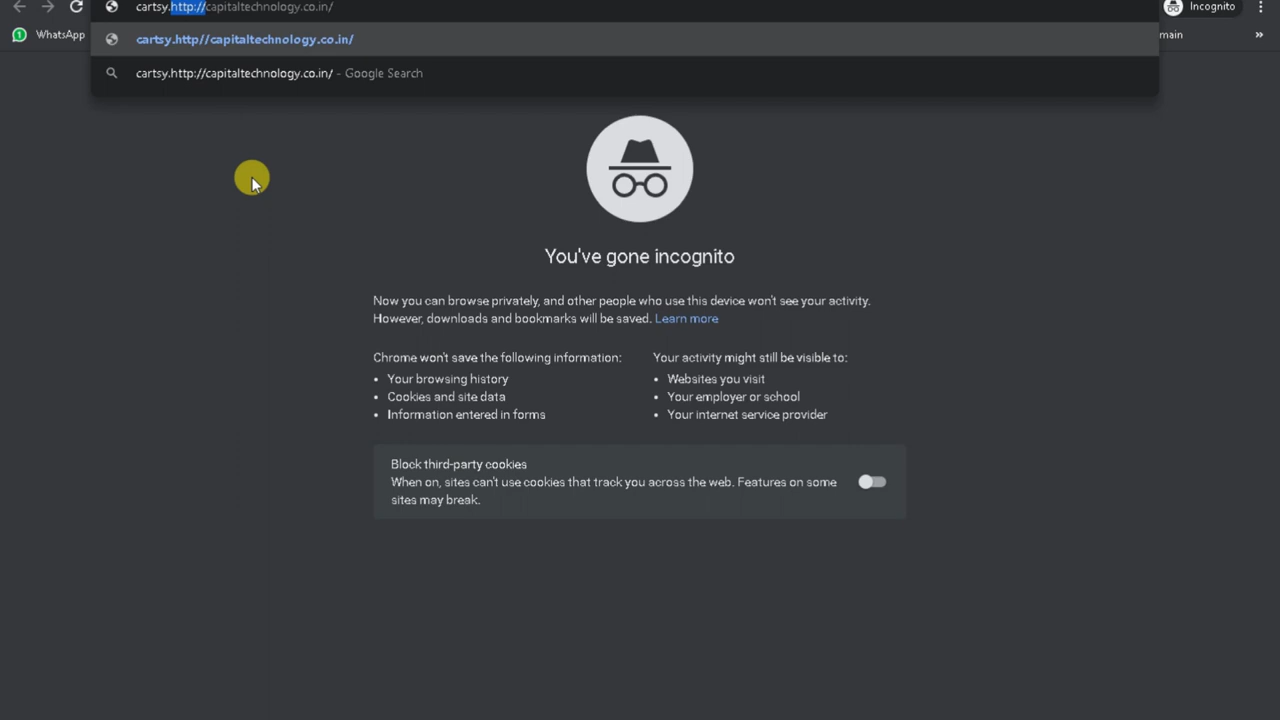 cartsy.http://capitaltechnology.co.in/
Incognito
1 WhatsApp
cartsy.http//capitaltechnology.co.in/
main
»
cartsy.http://capitaltechnology.co.in/ - Google Search
You've gone incognito
Now you can browse privately, and other people who use this device won't see your activity.
However, downloads and bookmarks will be saved. Learn more
Chrome won't save the following information:
• Your browsing history
• Cookies and site data
• Information entered in forms
Your activity might still be visible to:
• Websites you visit
• Your employer or school
• Your internet service provider
Block third-party cookies
When on, sites can't use cookies that track you across the web. Features on some
sites may break.